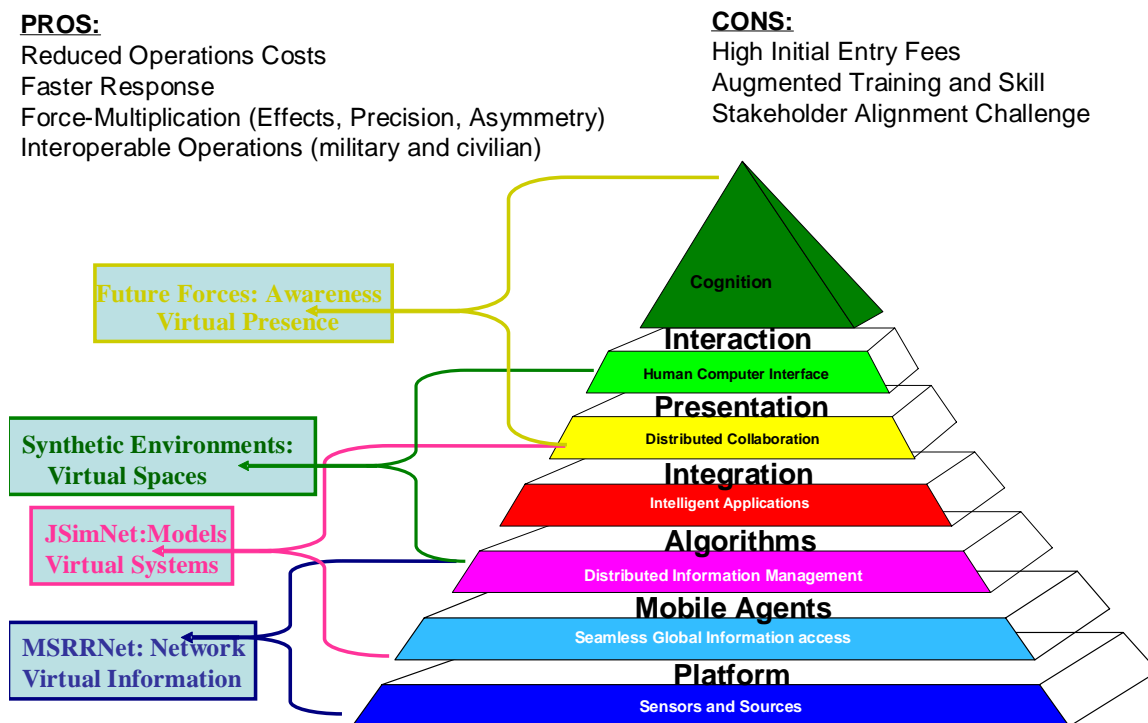 PROS:
Reduced Operations Costs
Faster Response
Force-Multiplication (Effects, Precision, Asymmetry)
Interoperable Operations (military and civilian)
CONS:
High Initial Entry Fees
Augmented Training and Skill
Stakeholder Alignment Challenge
Future Forces: Awareness
Virtual Presence
Synthetic Environments:
Virtual Spaces
JSimNet:Models
Virtual Systems
MSRRNet: Network
Virtual Information
Cognition
Interaction
Human Computer Interface
Presentation
Distributed Collaboration
Integration
Intelligent Applications
Algorithms
Distributed Information Management
Mobile Agents
Seamless Global Information access
Platform
Sensors and Sources